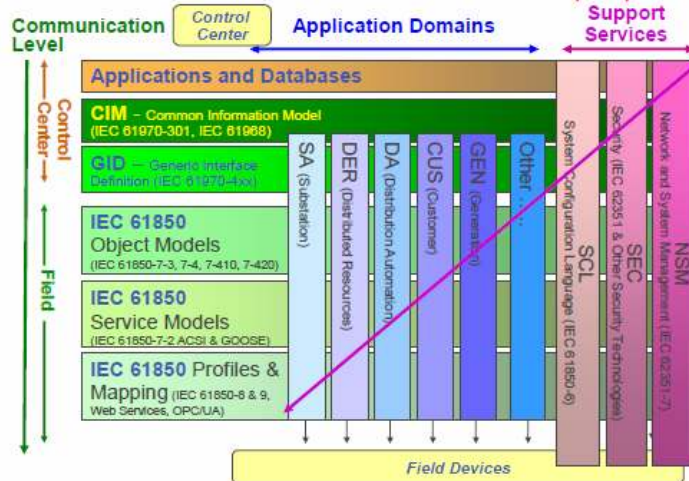 Communication
Level
Control
Center
Application Domains
Support
Services
Control
Center
Field
Applications and Databases
CIM – Common Information Model
(IEC 61970-301, IEC 61968)
GID – Generic Interface
Definition (IEC 61970-4xx)
IEC 61850
Object Models
(IEC 61850-7-3, 7-4, 7-410, 7-420)
IEC 61850
Service Models
(IEC 61850-7-2 ACSI & GOOSE)
IEC 61850 Profiles &
Mapping (IEC 61850-8 & 9,
Web Services, OPC/UA)
SA (Substation)
DER (Distributed Resources)
DA (Distribution Automation)
CUS (Customer)
GEN (Generation)
Other ....
SCL
System Configuration Language (IEC 61850-6)
SEC
Security (IEC 62351 & Other Security Technologies)
NSM
Network and System Management (IEC 62351-7)
Field Devices